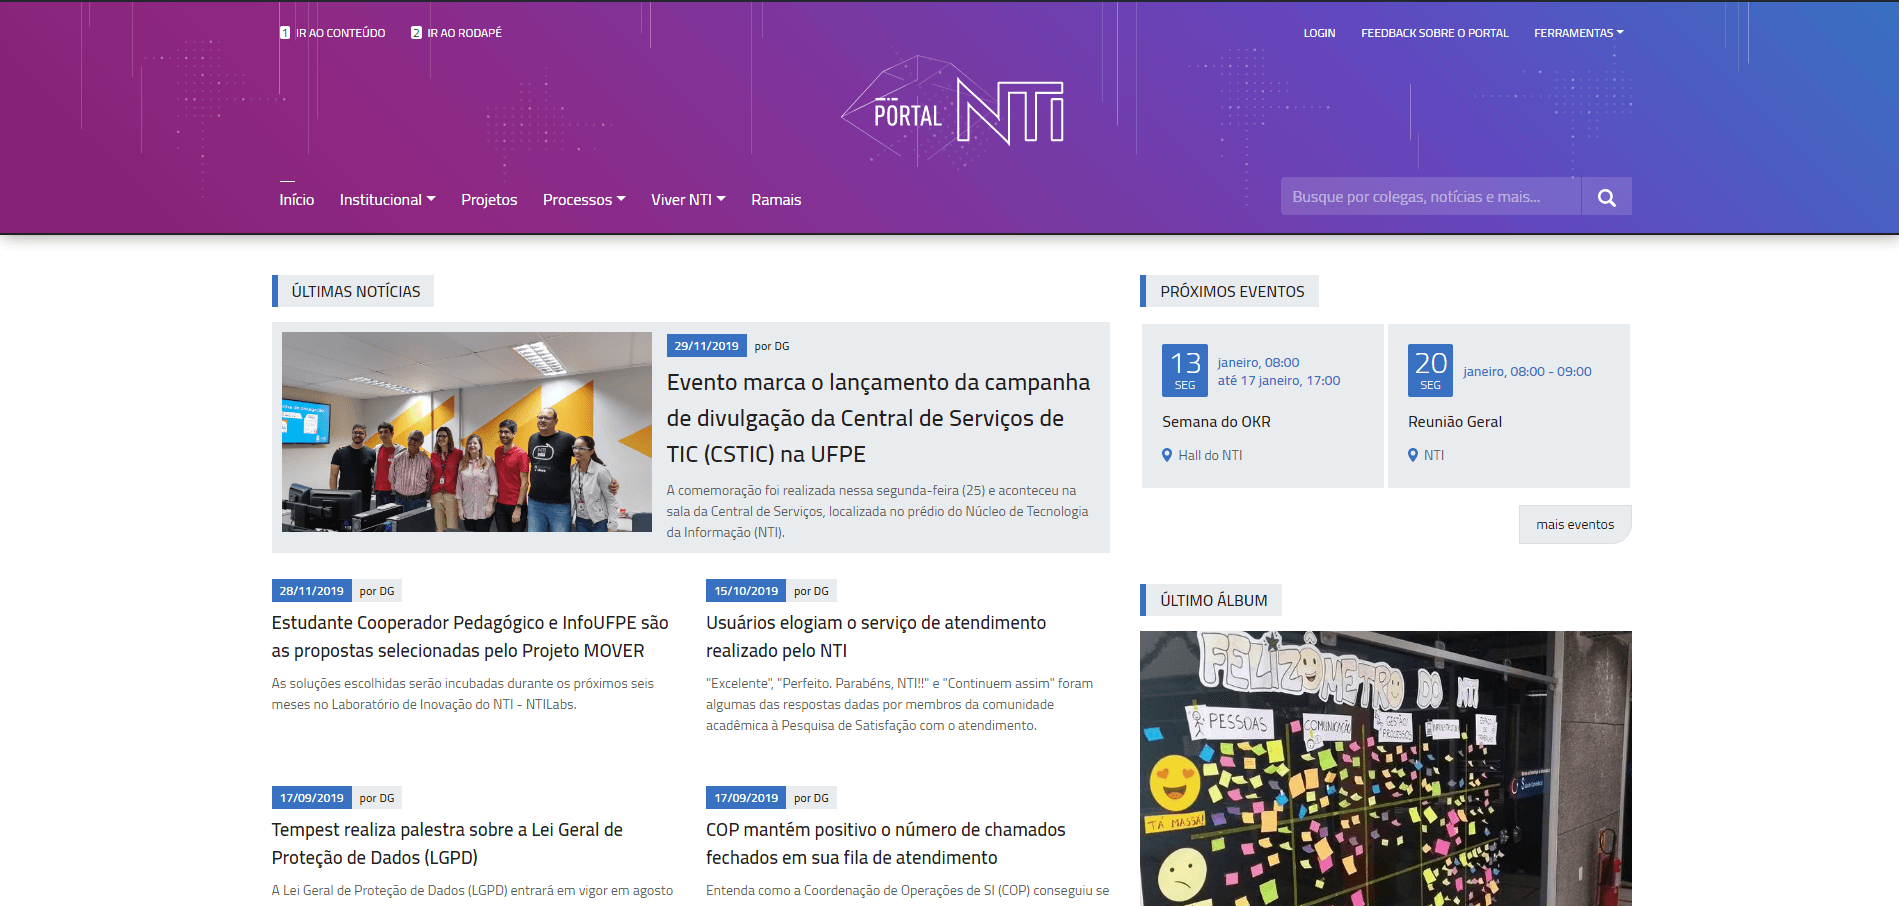 1 IR AO CONTEÚDO
2 IR AO RODAPÉ
LOGIN
FEEDBACK SOBRE O PORTAL
FERRAMENTAS
PORTAL NTI
Início
Institucional
Projetos
Processos
Viver NTI
Ramais
Busque por colegas, notícias e mais...
ÚLTIMAS NOTÍCIAS
29/11/2019 por DG
Evento marca o lançamento da campanha
de divulgação da Central de Serviços de
TIC (CSTIC) na UFPE
A comemoração foi realizada nessa segunda-feira (25) e aconteceu na
sala da Central de Serviços, localizada no prédio do Núcleo de Tecnologia
da Informação (NTI).
28/11/2019 por DG
Estudante Cooperador Pedagógico e InfoUFPE são
as propostas selecionadas pelo Projeto MOVER
As soluções escolhidas serão incubadas durante os próximos seis
meses no Laboratório de Inovação do NTI - NTILabs.
15/10/2019 por DG
Usuários elogiam o serviço de atendimento
realizado pelo NTI
"Excelente", "Perfeito. Parabéns, NTI!!" e "Continuem assim" foram
algumas das respostas dadas por membros da comunidade
acadêmica à Pesquisa de Satisfação com o atendimento.
17/09/2019 por DG
Tempest realiza palestra sobre a Lei Geral de
Proteção de Dados (LGPD)
A Lei Geral de Proteção de Dados (LGPD) entrará em vigor em agosto
17/09/2019 por DG
COP mantém positivo o número de chamados
fechados em sua fila de atendimento
Entenda como a Coordenação de Operações de SI (COP) conseguiu se
PRÓXIMOS EVENTOS
13
SEG
janeiro, 08:00
até 17 janeiro, 17:00
Semana do OKR
Hall do NTI
20
SEG
janeiro, 08:00 - 09:00
Reunião Geral
NTI
mais eventos
ÚLTIMO ÁLBUM
FELIZÔMETRO DO NTI
PESSOAS
COMUNICAÇÃO
GESTÃO
PROCESSOS
TÁ MASSA!